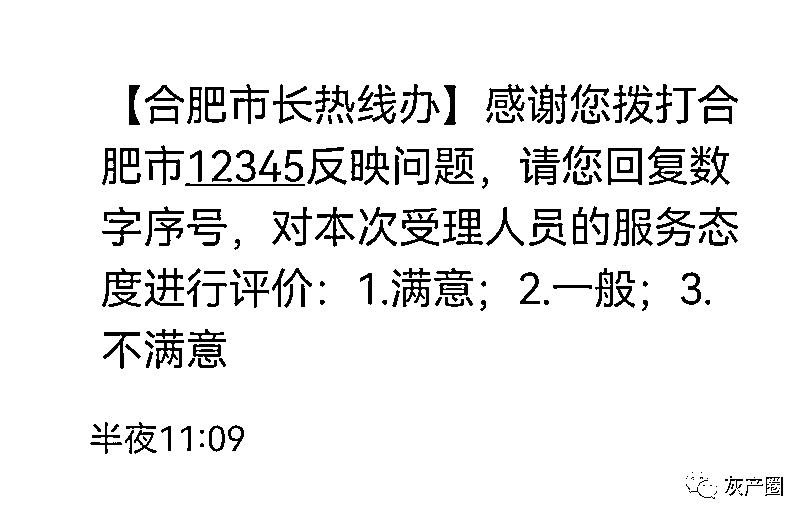 【合肥市长热线办】感谢您拨打合
肥市12345反映问题，请您回复数
字序号，对本次受理人员的服务态
度进行评价：1.满意；2.一般；3.
不满意
半夜11:09
灰产圈